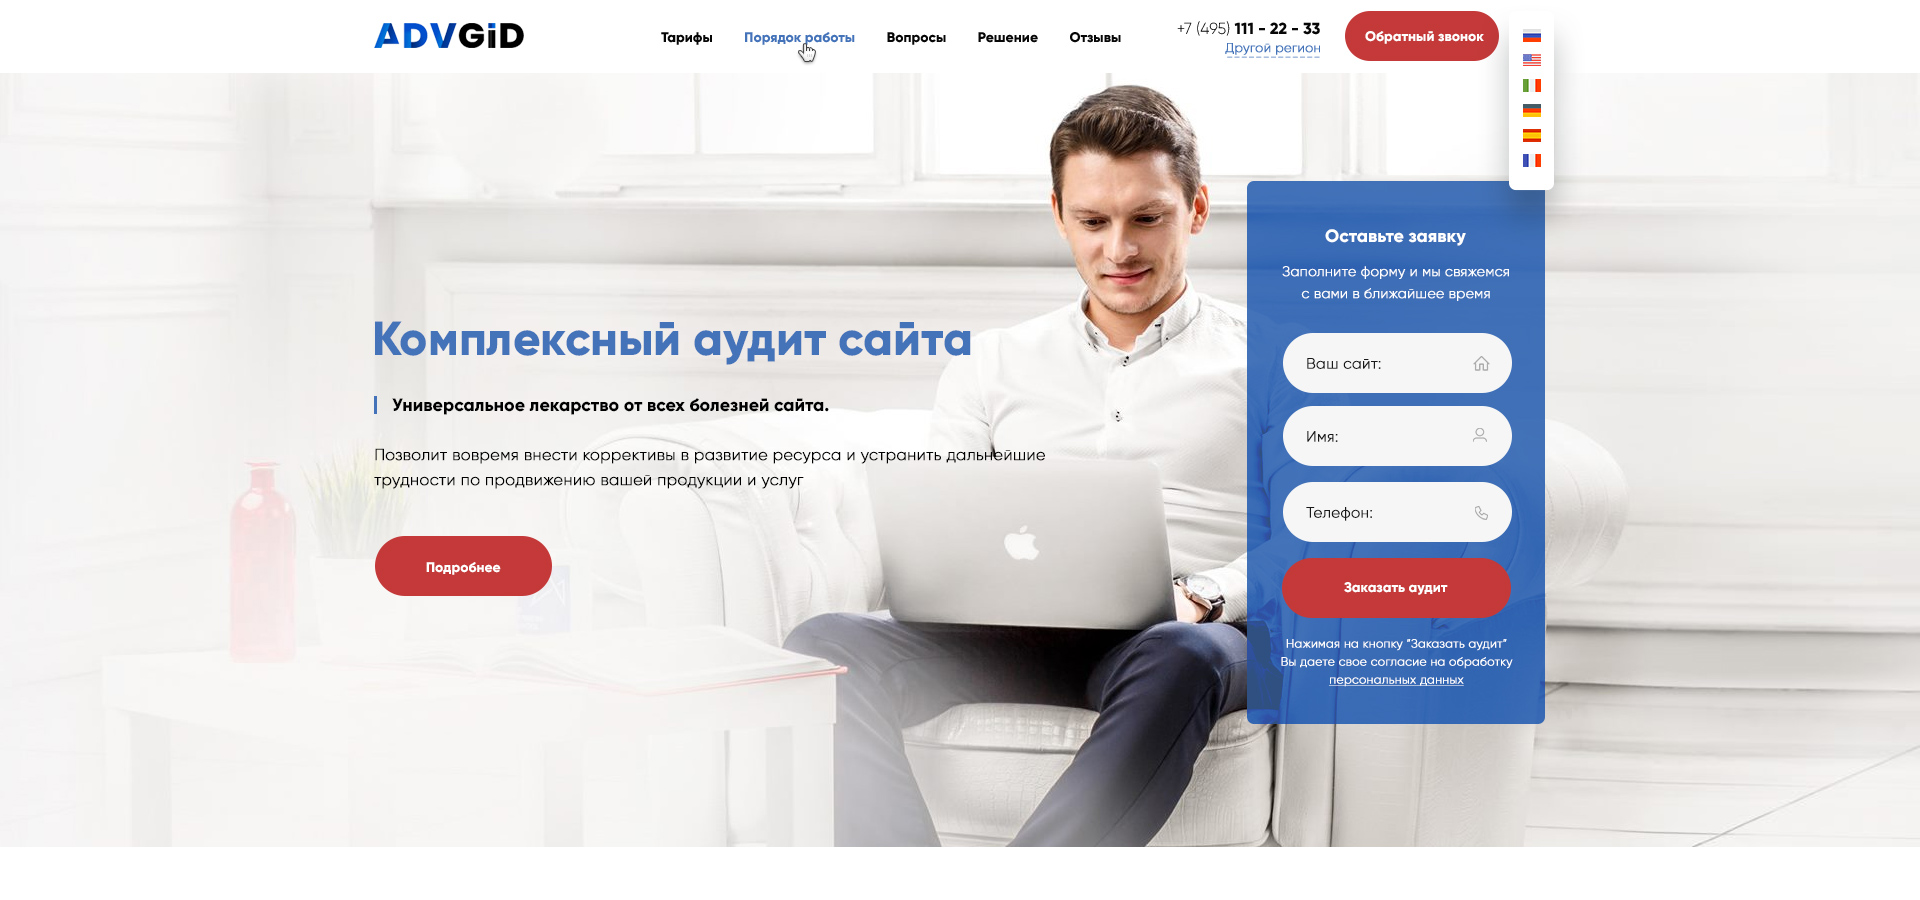 ADVGiD
Тарифы
Порядок работы
Вопросы
Решение
Отзывы
+7 (495) 111 - 22 - 33
Другой регион
Обратный звонок
Комплексный аудит сайта
Универсальное лекарство от всех болезней сайта.
Позволит вовремя внести коррективы в развитие ресурса и устранить дальнейшие
трудности по продвижению вашей продукции и услуг
Подробнее
Оставьте заявку
Заполните форму и мы свяжемся
с вами в ближайшее время
Ваш сайт:
Имя:
Телефон:
Заказать аудит
Нажимая на кнопку "Заказать аудит"
Вы даете свое согласие на обработку
персональных данных